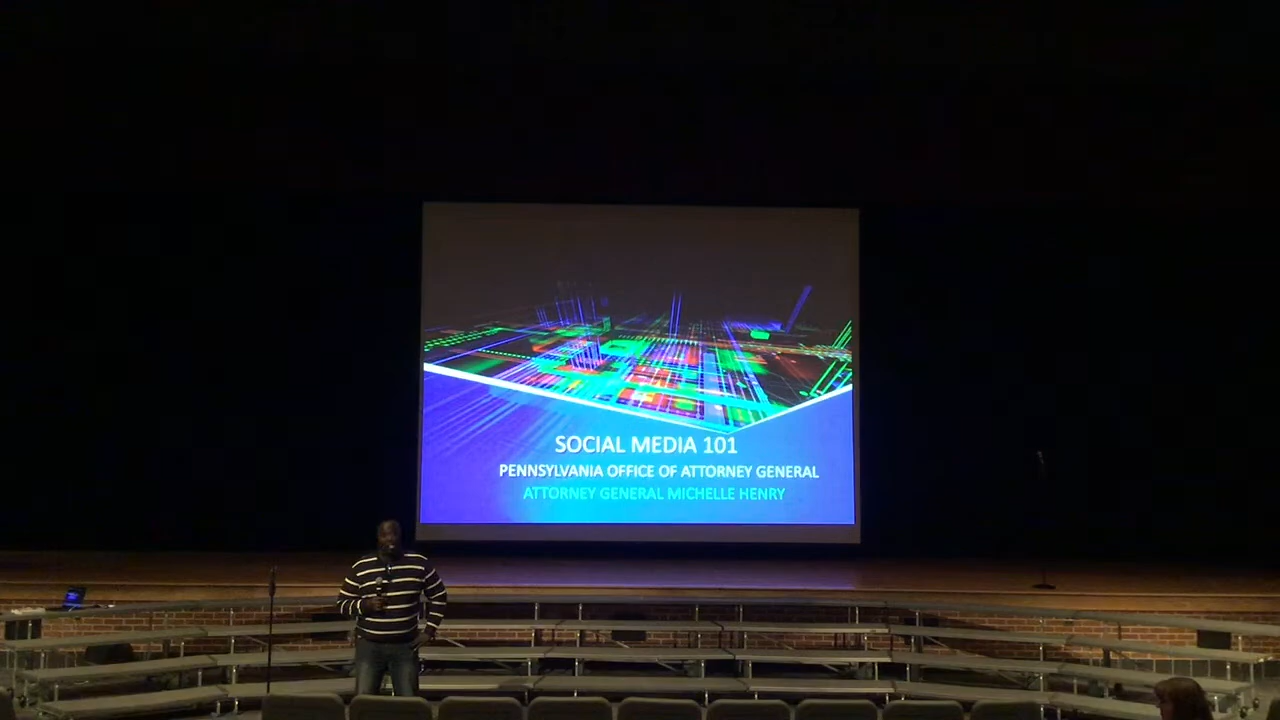 SOCIAL MEDIA 101
PENNSYLVANIA OFFICE OF ATTORNEY GENERAL
ATTORNEY GENERAL MICHELLE HENRY